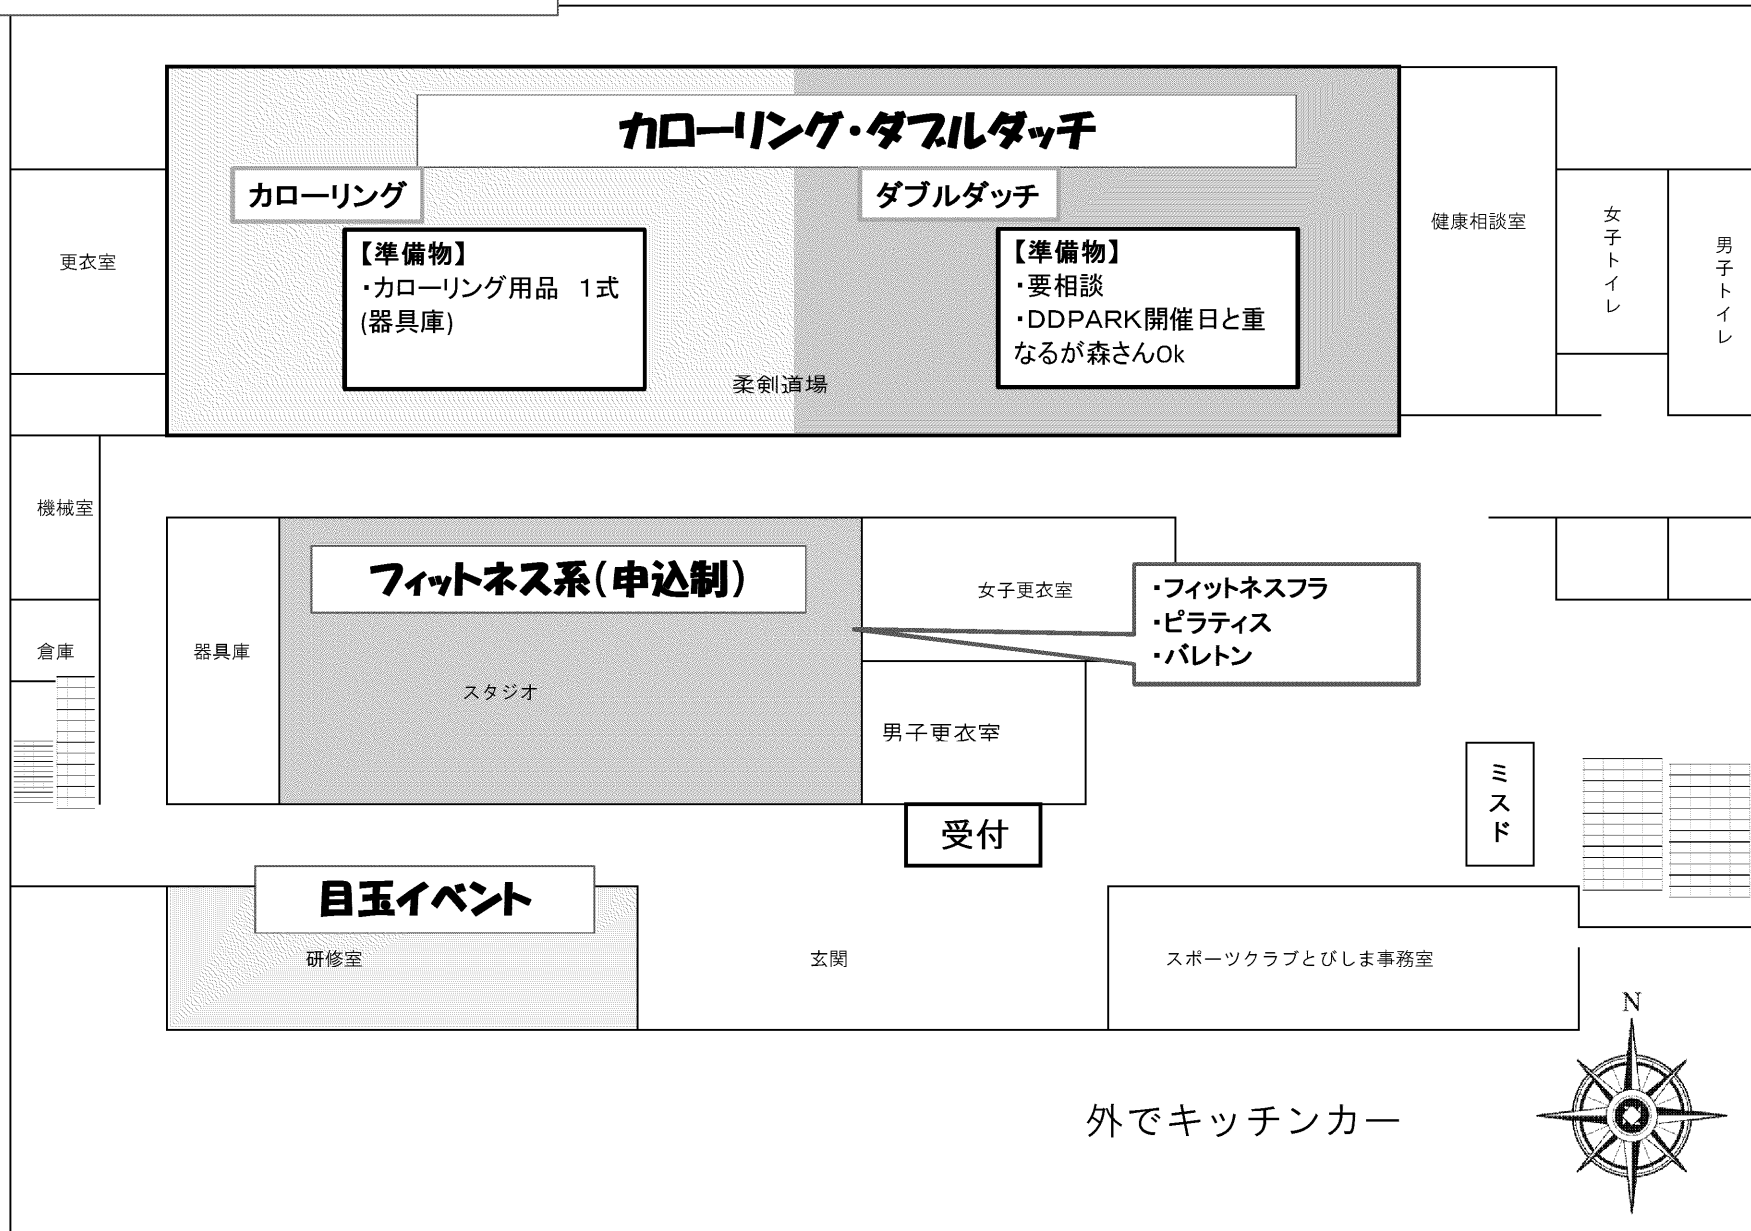 カローリング・ダブルダッチ
カローリング
ダブルダッチ
【準備物】
・カローリング用品　1式
(器具庫)
【準備物】
・要相談
・DDPARK開催日と重
なるが森さんOk
柔剣道場
更衣室
健康相談室
女子トイレ
男子トイレ
機械室
フィットネス系(申込制)
女子更衣室
・フィットネスフラ
・ピラティス
・バレトン
倉庫
器具庫
スタジオ
男子更衣室
ミスド
受付
目玉イベント
研修室
玄関
スポーツクラブとびしま事務室
N
外でキッチンカー